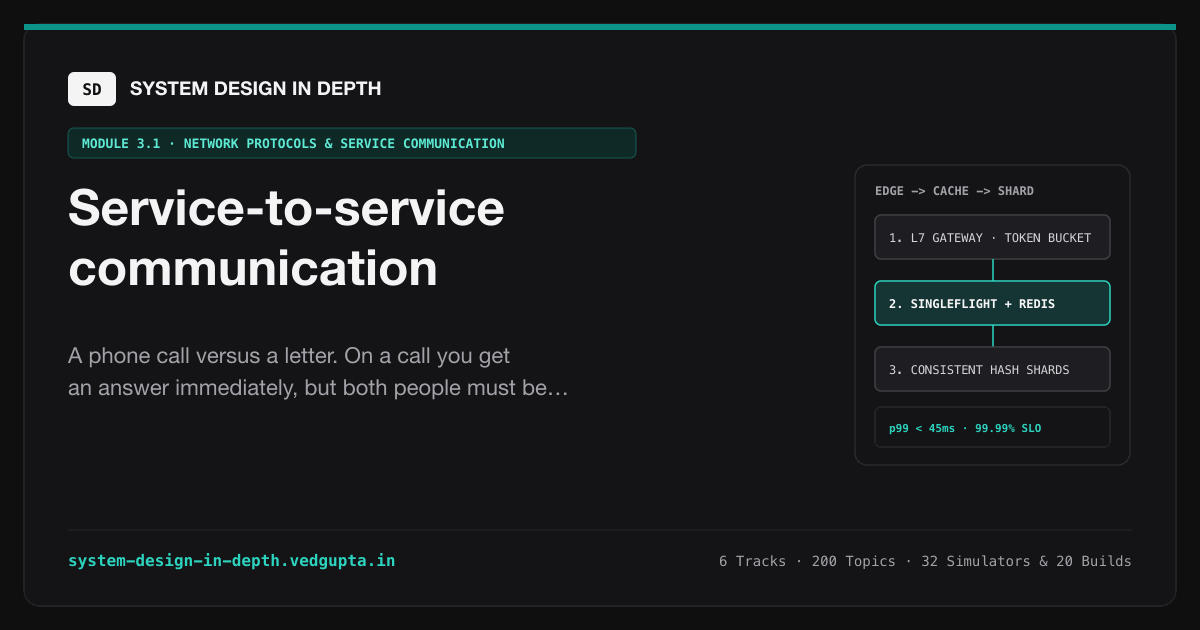 SD
SYSTEM DESIGN IN DEPTH
MODULE 3.1 · NETWORK PROTOCOLS & SERVICE COMMUNICATION
Service-to-service
communication
A phone call versus a letter. On a call you get
an answer immediately, but both people must be…
EDGE —> CACHE —> SHARD
1. L7 GATEWAY · TOKEN BUCKET
2. SINGLEFLIGHT + REDIS
3. CONSISTENT HASH SHARDS
p99 < 45ms · 99.99% SLO
system-design-in-depth.vedgupta.in
6 Tracks · 200 Topics · 32 Simulators & 20 Builds